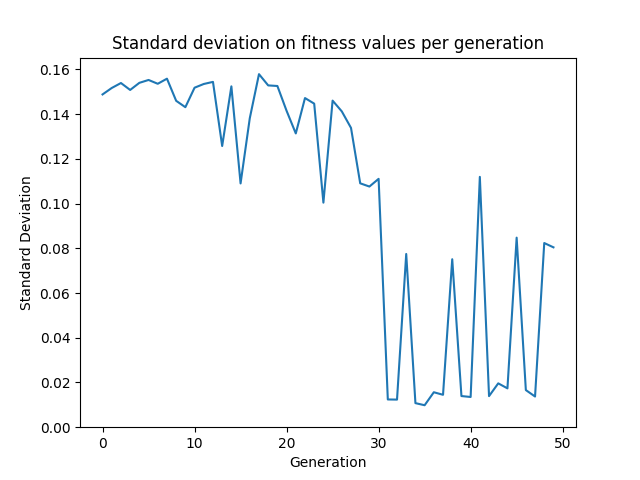 Standard deviation on fitness values per generation
0.16
0.14
0.12
0.10
0.08
0.06
0.04
0.02
0.00
Standard Deviation
0 10 20 30 40 50
Generation